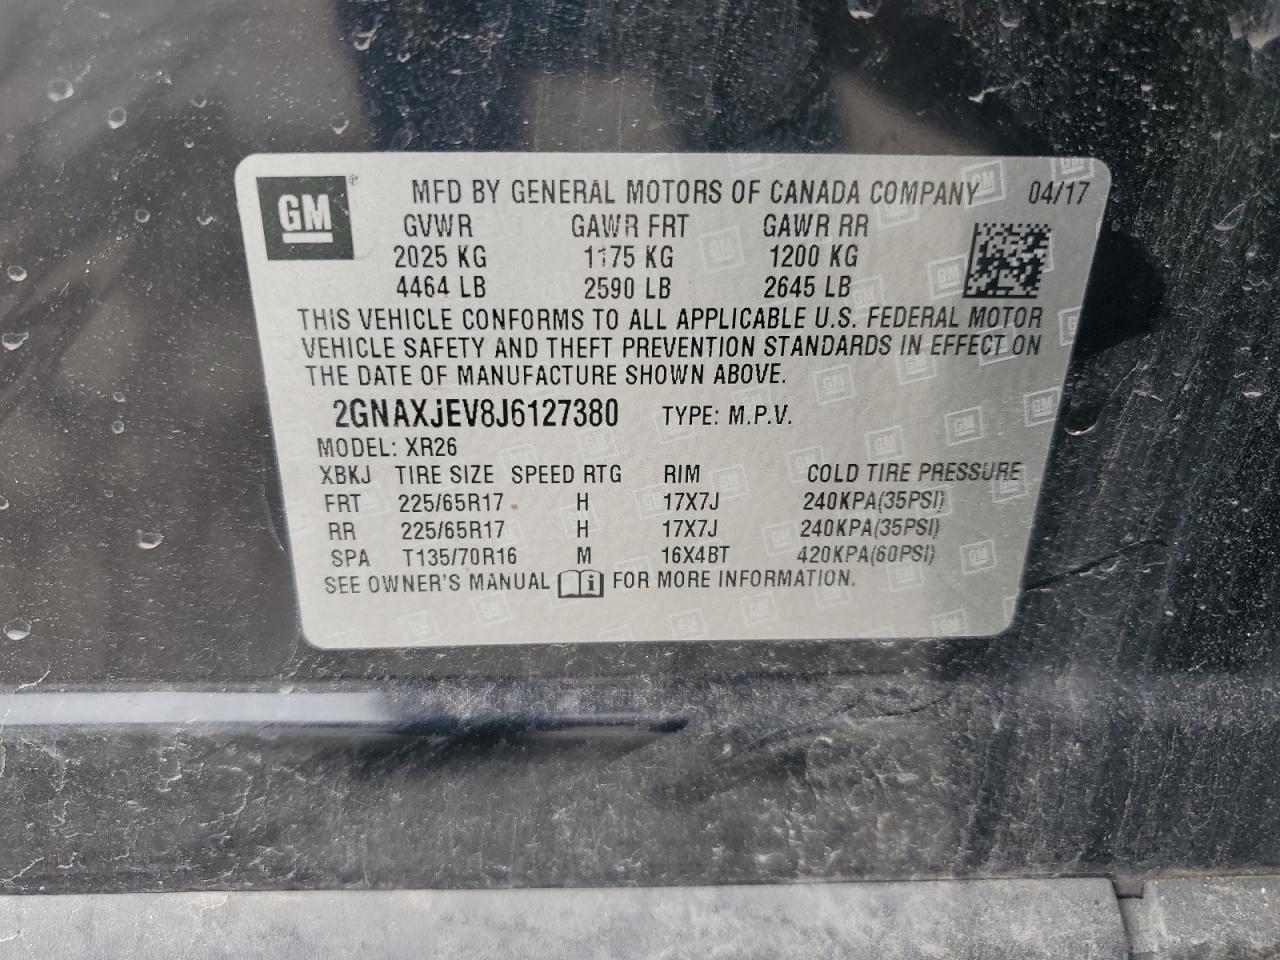 GM ® MFD BY GENERAL MOTORS OF CANADA COMPANY 04/17
GVWR GAWR FRT GAWR RR
2025 KG 1175 KG 1200 KG
4464 LB 2590 LB 2645 LB
THIS VEHICLE CONFORMS TO ALL APPLICABLE U.S. FEDERAL MOTOR
VEHICLE SAFETY AND THEFT PREVENTION STANDARDS IN EFFECT ON
THE DATE OF MANUFACTURE SHOWN ABOVE.
2GNAXJEV8J6127380 TYPE: M.P.V.
MODEL: XR26
XBKJ TIRE SIZE SPEED RTG RIM COLD TIRE PRESSURE
FRT 225/65R17 H 17X7J 240KPA(35PSI)
RR 225/65R17 H 17X7J 240KPA(35PSI)
SPA T135/70R16 M 16X4BT 420KPA(60PSI)
SEE OWNER'S MANUAL i FOR MORE INFORMATION.